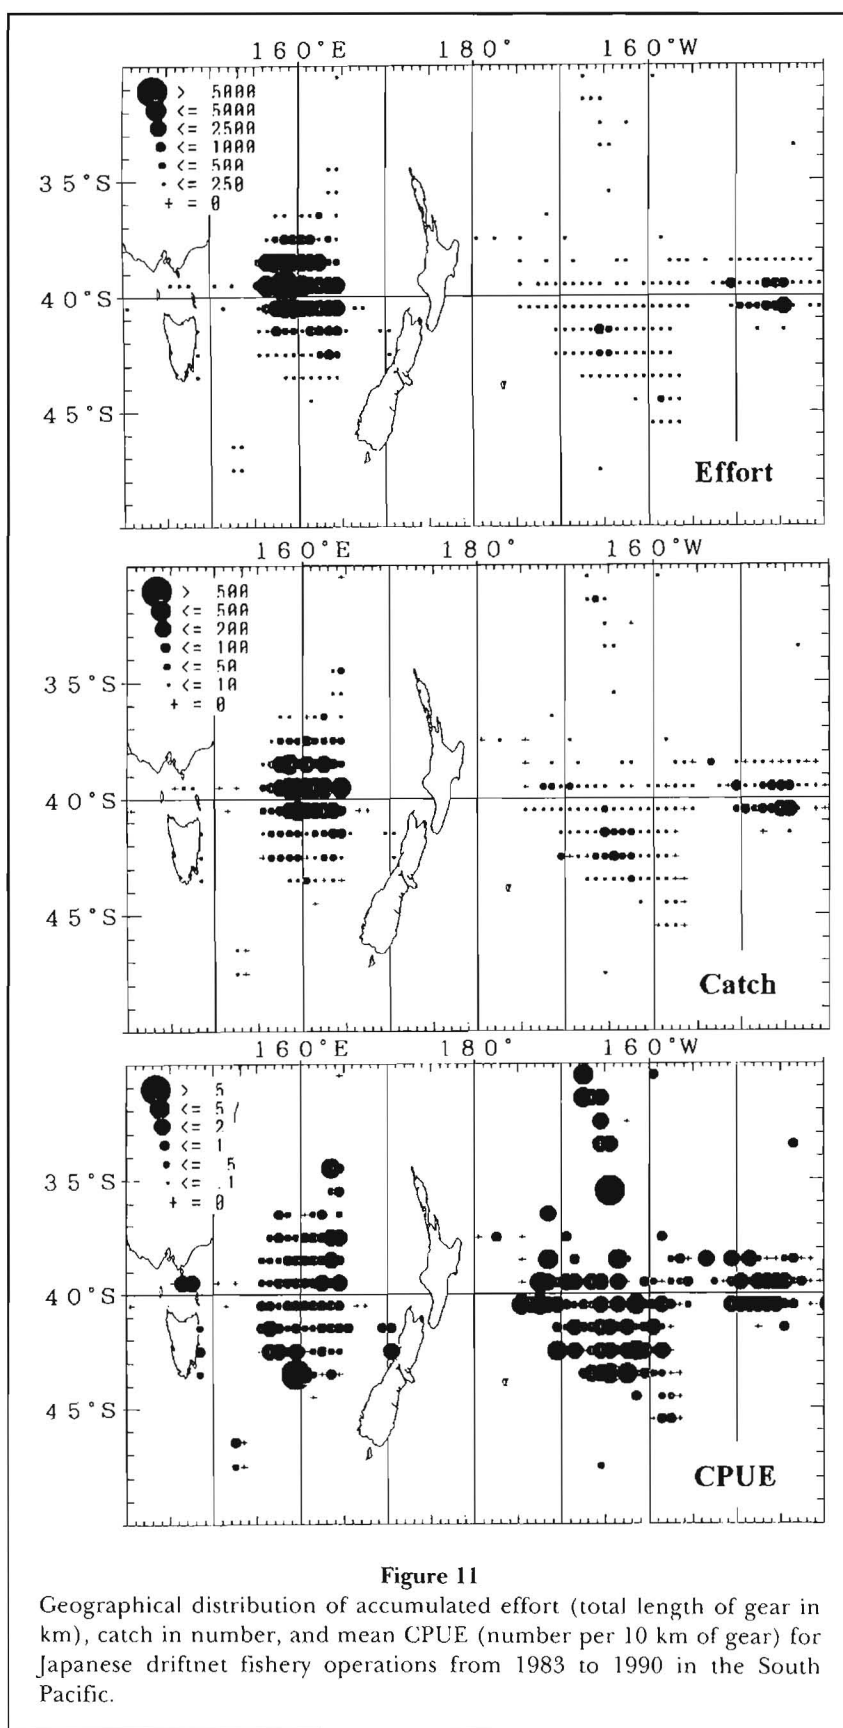 160°E 180° 160°W
> 5000
<= 5000
<= 2500
<= 1000
<= 500
<= 250
+ = 0
35°S
40°S
45°S
Effort
160°E 180° 160°W
> 500
<= 500
<= 200
<= 100
<= 50
<= 10
+ = 0
35°S
40°S
45°S
Catch
160°E 180° 160°W
> 5
<= 5
<= 2
<= 1
<= .5
<= .1
+ = 0
35°S
40°S
45°S
CPUE
Figure 11
Geographical distribution of accumulated effort (total length of gear in
km), catch in number, and mean CPUE (number per 10 km of gear) for
Japanese driftnet fishery operations from 1983 to 1990 in the South
Pacific.